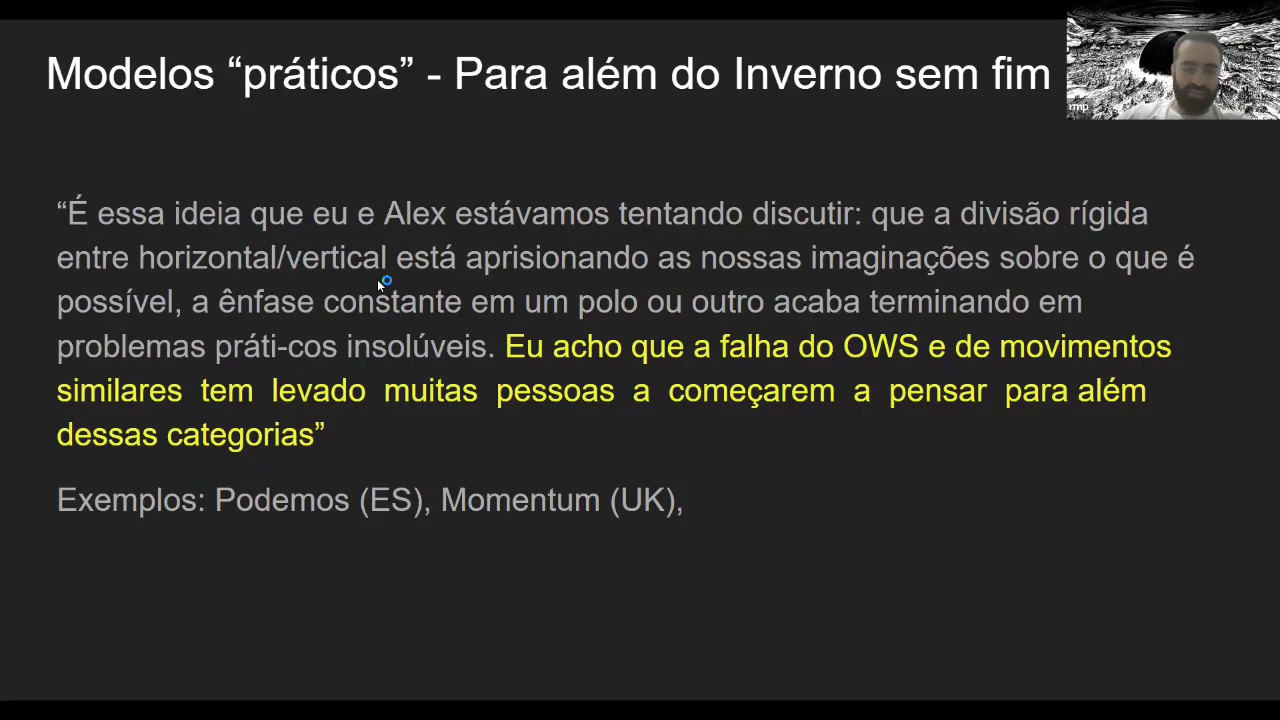 Modelos “práticos” - Para além do Inverno sem fim
rmp
“É essa ideia que eu e Alex estávamos tentando discutir: que a divisão rígida
entre horizontal/vertical está aprisionando as nossas imaginações sobre o que é
possível, a ênfase constante em um polo ou outro acaba terminando em
problemas práti-cos insolúveis. Eu acho que a falha do OWS e de movimentos
similares tem levado muitas pessoas a começarem a pensar para além
dessas categorias”
Exemplos: Podemos (ES), Momentum (UK),